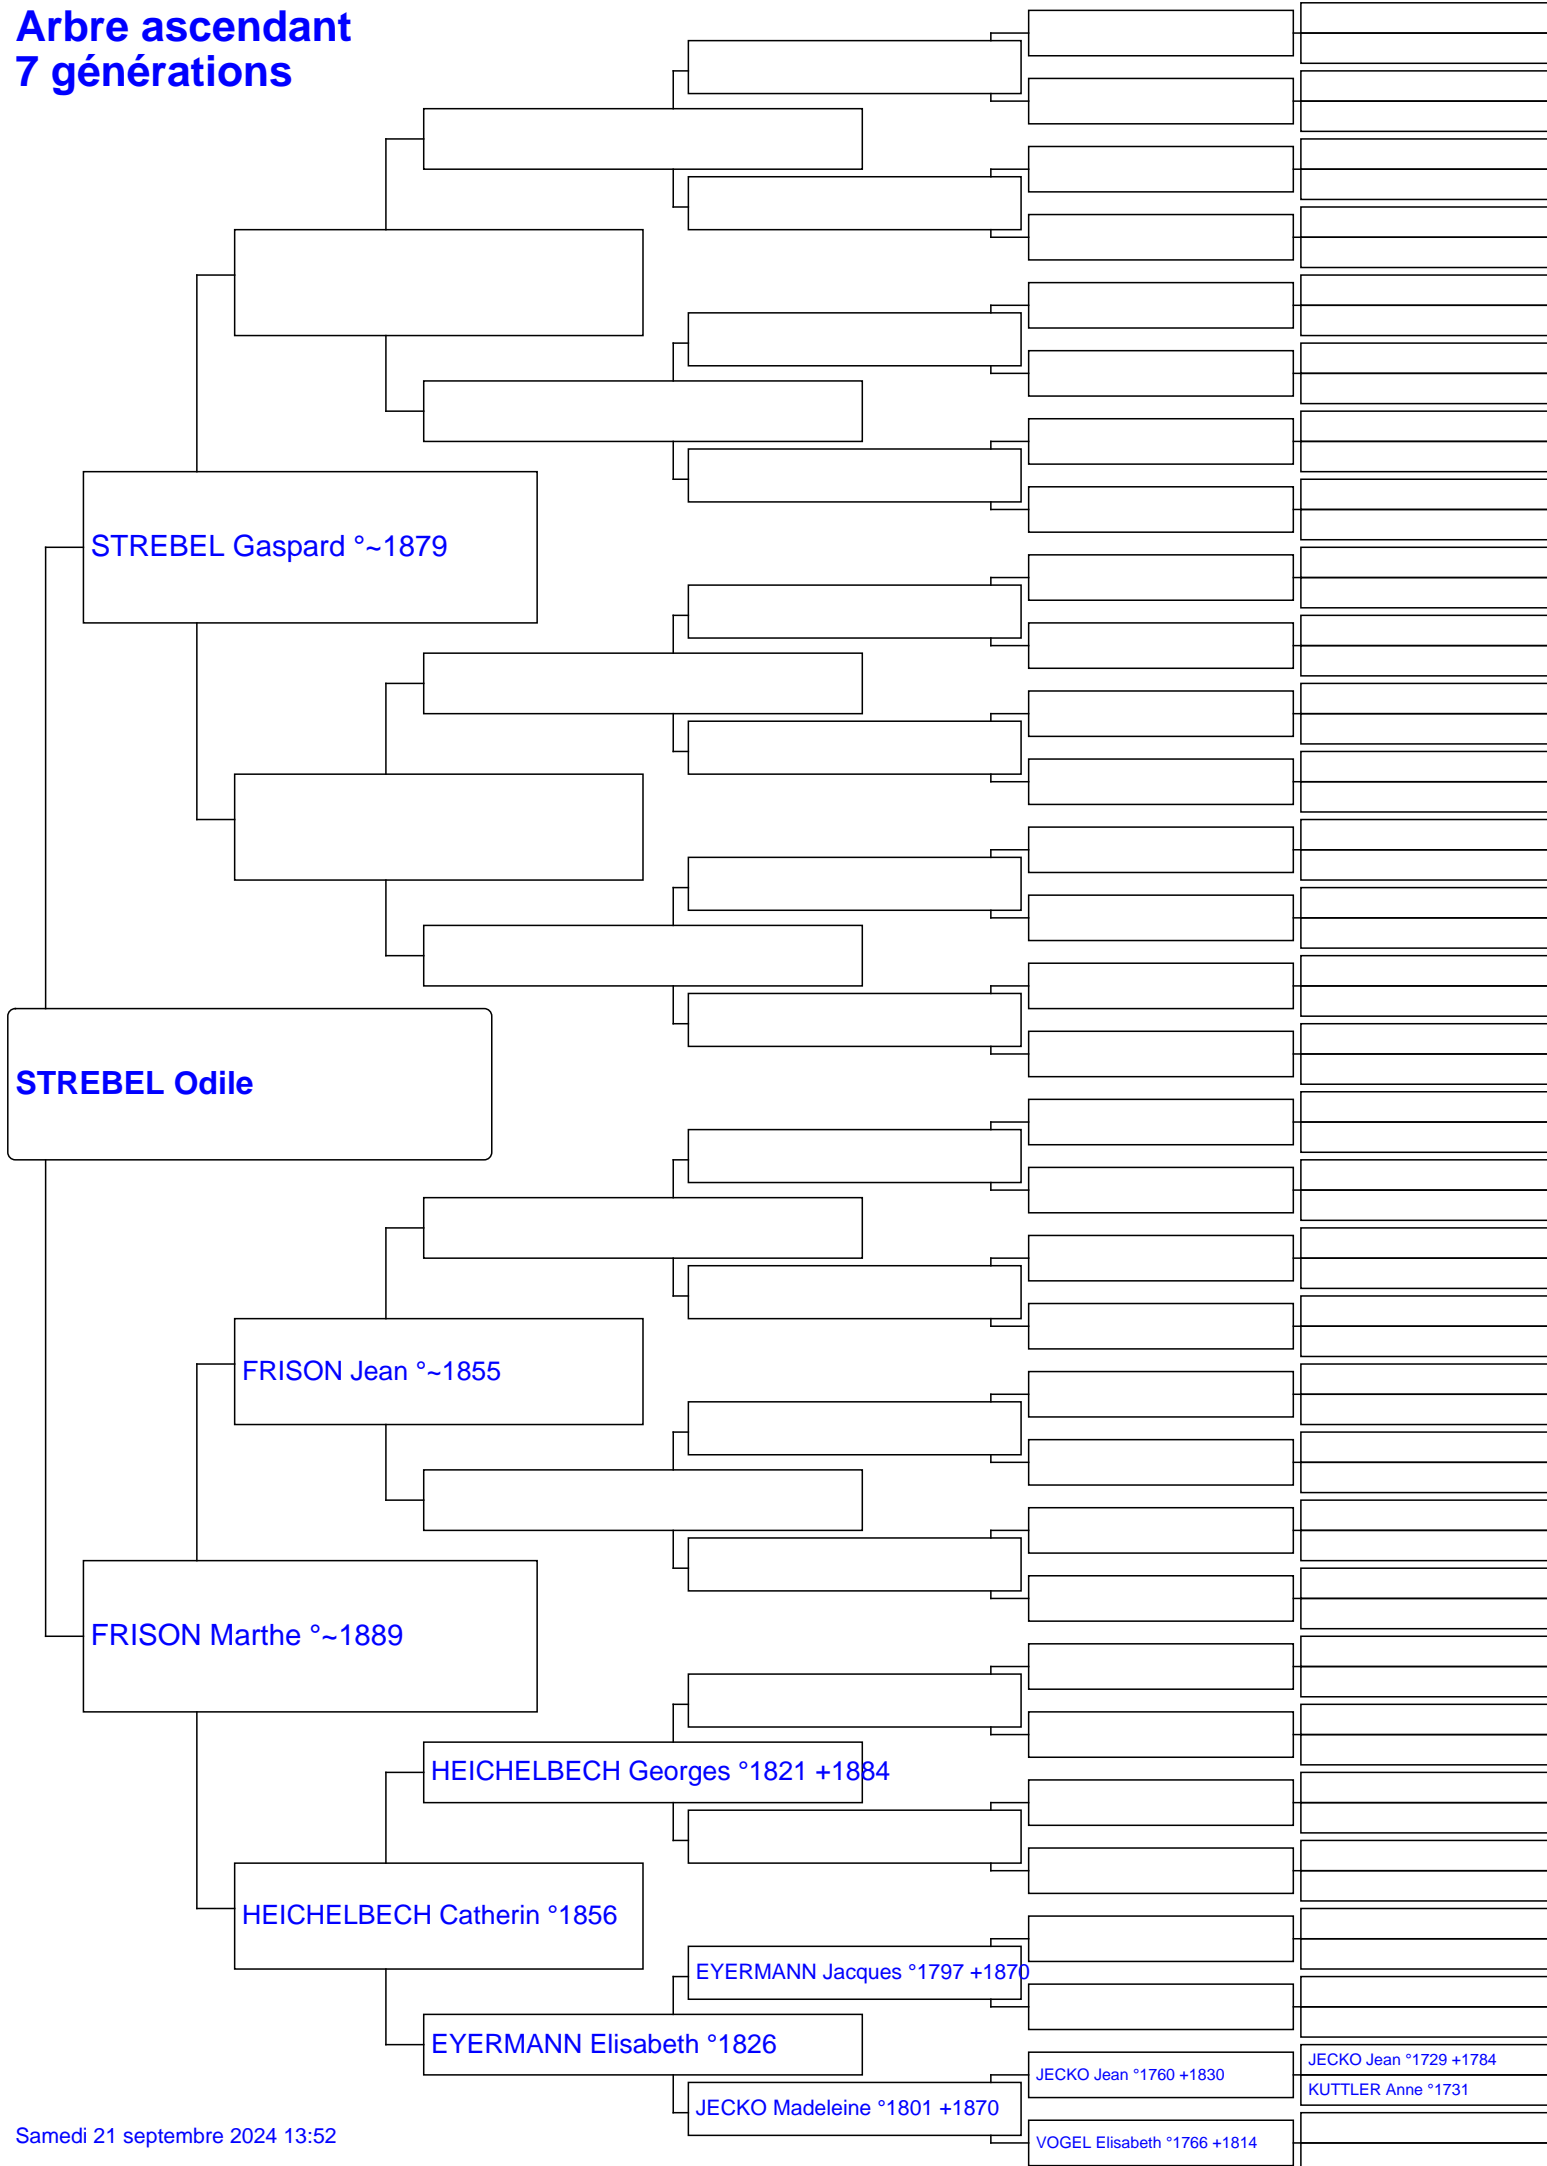 Arbre ascendant
7 générations
STREBEL Gaspard °~1879
STREBEL Odile
FRISON Jean °~1855
FRISON Marthe °~1889
HEICHELBECH Georges °1821 +1884
HEICHELBECH Catherin °1856
EYERMANN Jacques °1797 +1870
EYERMANN Elisabeth °1826
JECKO Jean °1729 +1784
JECKO Jean °1760 +1830
KUTTLER Anne °1731
JECKO Madeleine °1801 +1870
VOGEL Elisabeth °1766 +1814
Samedi 21 septembre 2024 13:52